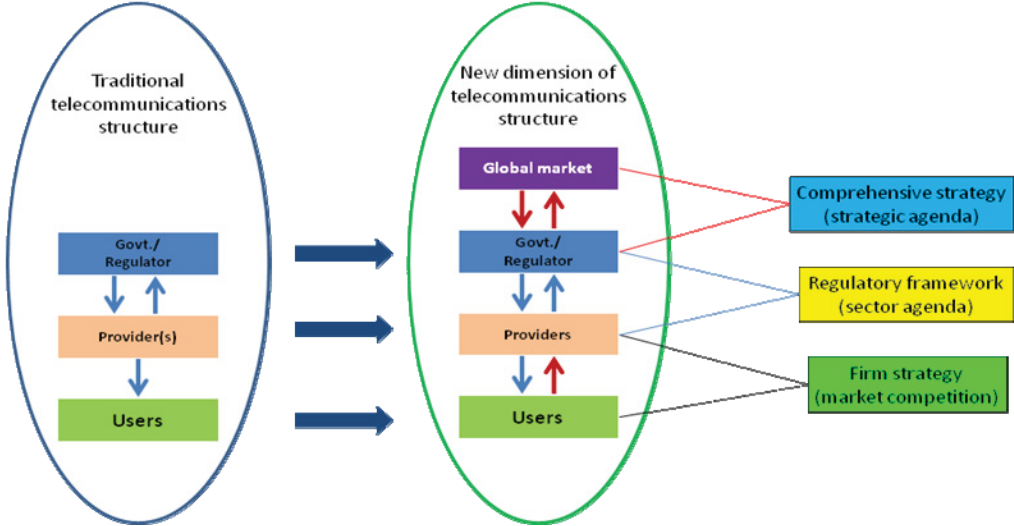 Traditional
telecommunications
structure
Govt./
Regulator
Provider(s)
Users
New dimension of
telecommunications
structure
Global market
Govt./
Regulator
Providers
Users
Comprehensive strategy
(strategic agenda)
Regulatory framework
(sector agenda)
Firm strategy
(market competition)